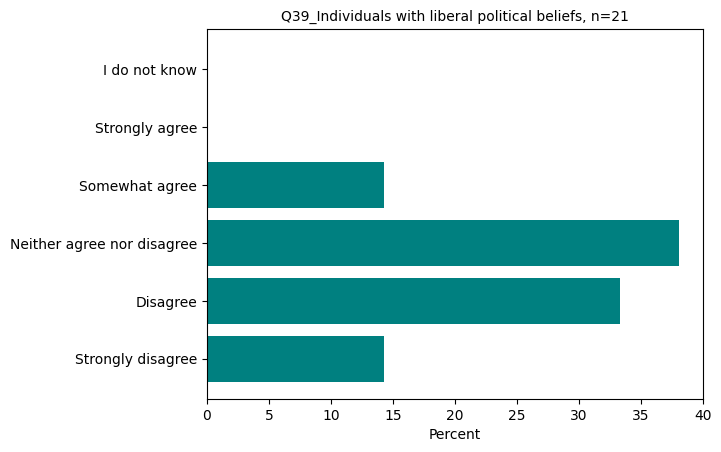 Q39_Individuals with liberal political beliefs, n=21
I do not know
Strongly agree
Somewhat agree
Neither agree nor disagree
Disagree
Strongly disagree
0 5 10 15 20 25 30 35 40
Percent